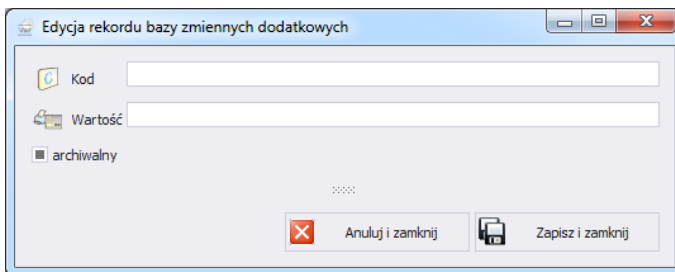 Edycja rekordu bazy zmiennych dodatkowych
Kod
Wartość
archiwalny
Anuluj i zamknij Zapisz i zamknij